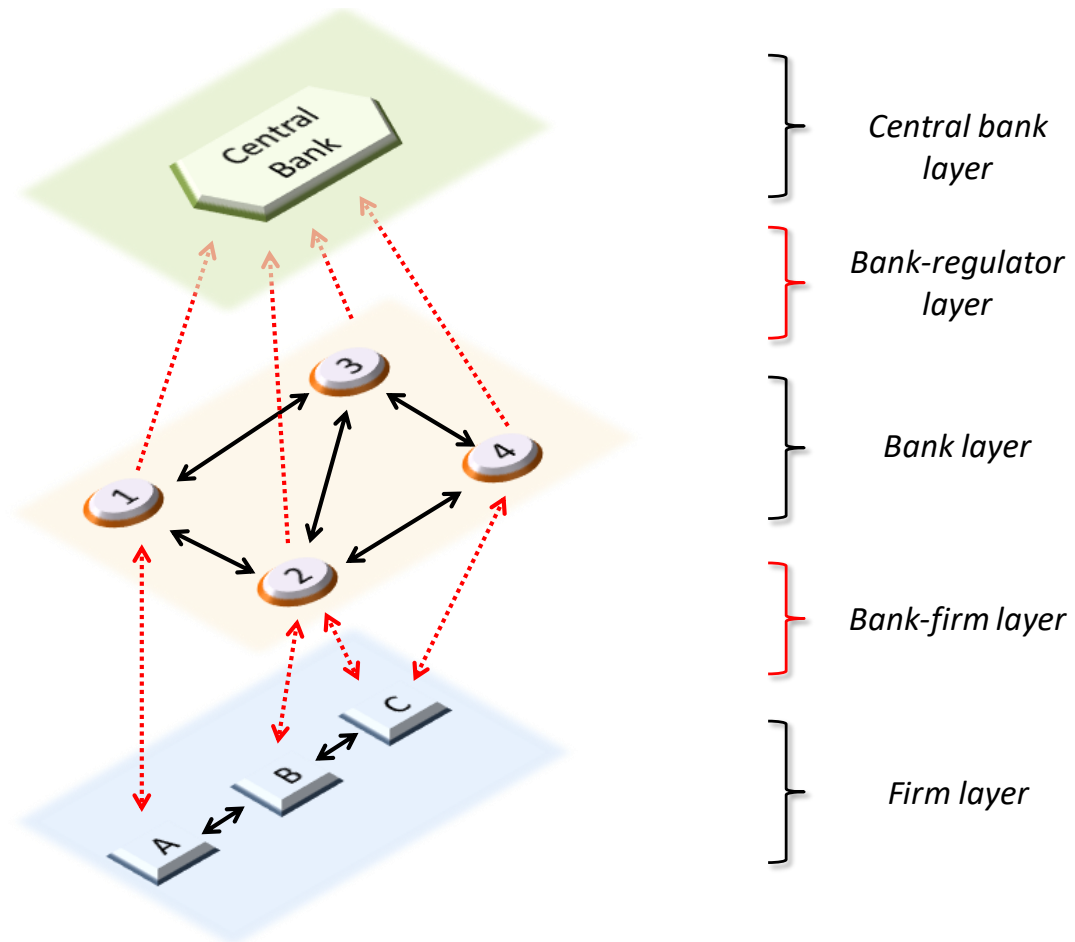 Central
Bank
Central bank
layer
Bank-regulator
layer
3
4
Bank layer
1
2
Bank-firm layer
C
B
Firm layer
A